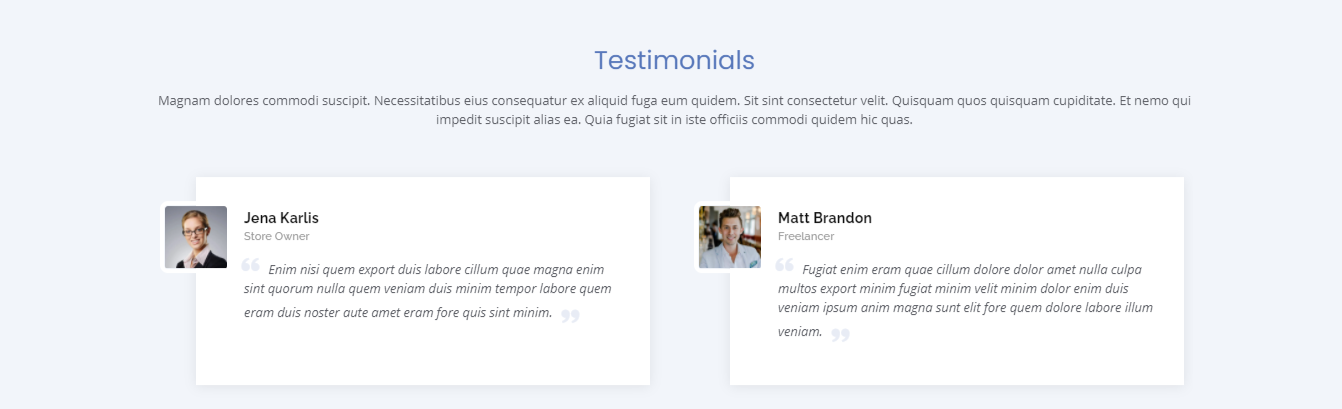 Testimonials
Magnam dolores commodi suscipit. Necessitatibus eius consequatur ex aliquid fuga eum quidem. Sit sint consectetur velit. Quisquam quos quisquam cupiditate. Et nemo qui
impedit suscipit alias ea. Quia fugiat sit in iste officiis commodi quidem hic quas.
Jena Karlis
Store Owner
“ Enim nisi quem export duis labore cillum quae magna enim
sint quorum nulla quem veniam duis minim tempor labore quem
eram duis noster aute amet eram fore quis sint minim. ”
Matt Brandon
Freelancer
“ Fugiat enim eram quae cillum dolore dolor amet nulla culpa
multos export minim fugiat minim velit minim dolor enim duis
veniam ipsum anim magna sunt elit fore quem dolore labore illum
veniam. ”